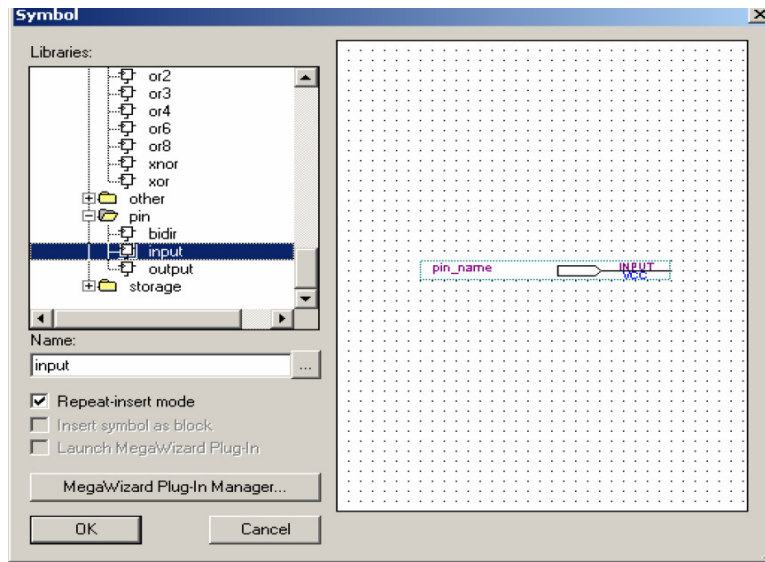 Symbol
Libraries:
or2
or3
or4
or6
or8
xnor
xor
other
pin
bidir
input
output
storage
Name:
input
...
Repeat-insert mode
Insert symbol as block
Launch MegaWizard Plug-In
MegaWizard Plug-In Manager...
OK
Cancel
pin_name
INPUT
VCC